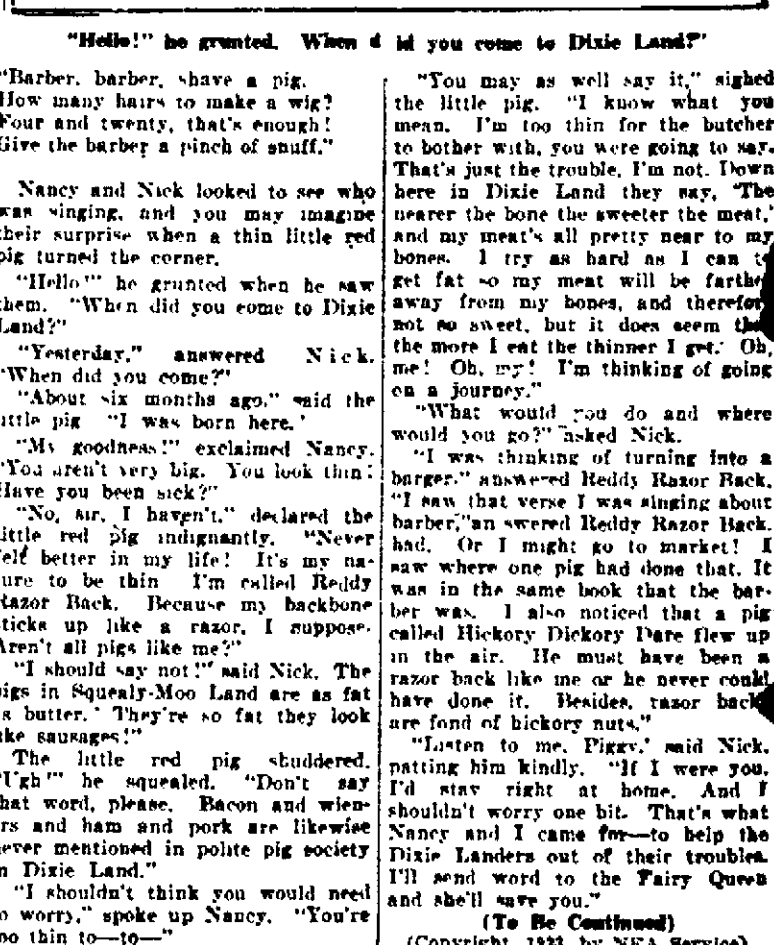 "Hello!" he grunted. When did you come to Dixie Land?"
"Barber, barber, shave a pig.
How many hairs to make a wig?
Four and twenty, that's enough!
Give the barber a pinch of snuff."
Nancy and Nick looked to see who
was singing, and you may imagine
their surprise when a thin little red
pig turned the corner.
"Hello!" he grunted when he saw
them. "When did you come to Dixie
Land?"
"Yesterday," answered Nick.
"When did you come?"
"About six months ago," said the
little pig "I was born here.'
"My goodness!" exclaimed Nancy.
"You aren't very big. You look thin!
Have you been sick?"
"No, sir, I haven't," declared the
little red pig indignantly. "Never
felt better in my life! It's my na-
ture to be thin I'm called Reddy
Razor Back. Because my backbone
sticks up like a razor, I suppose.
Aren't all pigs like me?"
"I should say not!" said Nick. The
pigs in Squealy-Moo Land are as fat
as butter.' They're so fat they look
like sausages!"
The little red pig shuddered.
"Ugh!" he squealed. "Don't say
that word, please. Bacon and wien-
ers and ham and pork are likewise
never mentioned in polite pig society
in Dixie Land."
"I shouldn't think you would need
to worry," spoke up Nancy. "You're
too thin to—to—"
"You may as well say it," sighed
the little pig. "I know what you
mean. I'm too thin for the butcher
to bother with, you were going to say.
That's just the trouble, I'm not. Down
here in Dixie Land they say, 'The
nearer the bone the sweeter the meat,'
and my meat's all pretty near to my
bones. I try as hard as I can to
get fat so my meat will be farther
away from my bones, and therefore
not so sweet, but it does seem that
the more I eat the thinner I get.' Oh,
me! Oh, my! I'm thinking of going
on a journey."
"What would you do and where
would you go?" asked Nick.
"I was thinking of turning into a
barger," answered Reddy Razor Back.
"I saw that verse I was singing about
barber,"an swered Reddy Razor Back.
had. Or I might go to market! I
saw where one pig had done that. It
was in the same book that the bar-
ber was. I also noticed that a pig
called Hickory Dickory Dare flew up
in the air. He must have been a
razor back like me or he never could
have done it. Besides, razor backs
are fond of hickory nuts."
"Listen to me, Piggy,' said Nick,
patting him kindly. "If I were you,
I'd stay right at home. And I
shouldn't worry one bit. That's what
Nancy and I came for—to help the
Dixie Landers out of their troubles.
I'll send word to the Fairy Queen
and she'll save you."
(To Be Continued)
(Copyright, 1922, by NEA Service)